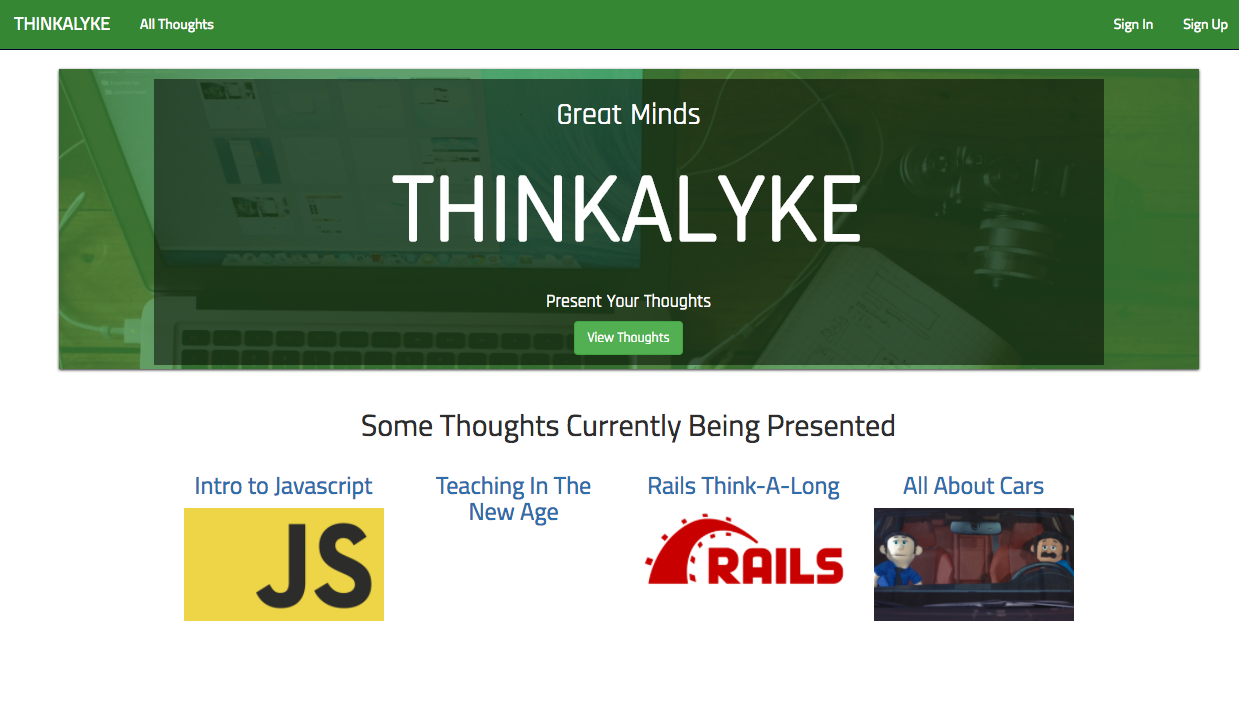 THINKALYKE All Thoughts Sign In Sign Up
Great Minds
THINKALYKE
Present Your Thoughts
View Thoughts
Some Thoughts Currently Being Presented
Intro to Javascript
Teaching In The
New Age
Rails Think-A-Long
All About Cars
JS
RAILS